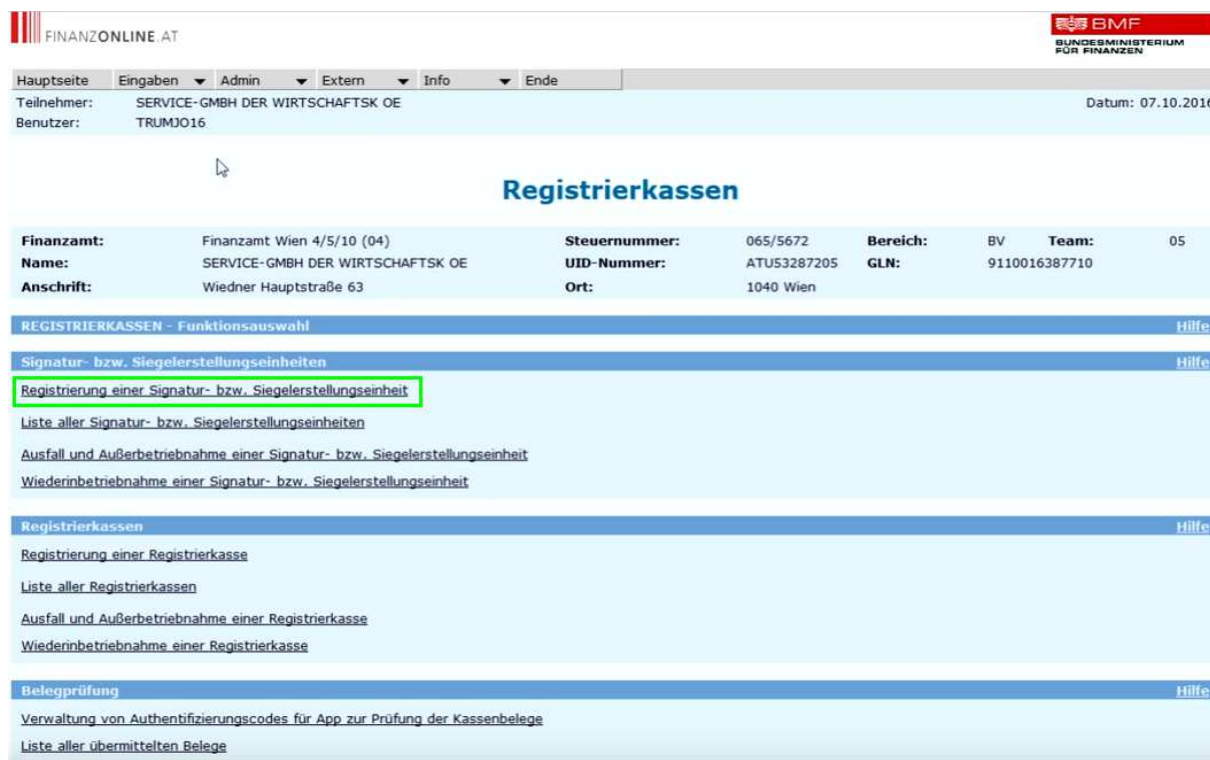 FINANZONLINE.AT
BMF
BUNDESMINISTERIUM
FÜR FINANZEN
Hauptseite Eingaben Admin Extern Info Ende
Teilnehmer: SERVICE-GMBH DER WIRTSCHAFTSK OE Datum: 07.10.2016
Benutzer: TRUMJO16
Registrierkassen
Finanzamt: Finanzamt Wien 4/5/10 (04) Steuernummer: 065/5672 Bereich: BV Team: 05
Name: SERVICE-GMBH DER WIRTSCHAFTSK OE UID-Nummer: ATU53287205 GLN: 9110016387710
Anschrift: Wiedner Hauptstraße 63 Ort: 1040 Wien
REGISTRIERKASSEN - Funktionsauswahl Hilfe
Signatur- bzw. Siegelerstellungseinheiten Hilfe
Registrierung einer Signatur- bzw. Siegelerstellungseinheit
Liste aller Signatur- bzw. Siegelerstellungseinheiten
Ausfall und Außerbetriebnahme einer Signatur- bzw. Siegelerstellungseinheit
Wiederinbetriebnahme einer Signatur- bzw. Siegelerstellungseinheit
Registrierkassen Hilfe
Registrierung einer Registrierkasse
Liste aller Registrierkassen
Ausfall und Außerbetriebnahme einer Registrierkasse
Wiederinbetriebnahme einer Registrierkasse
Belegprüfung Hilfe
Verwaltung von Authentifizierungscodes für App zur Prüfung der Kassenbelege
Liste aller übermittelten Belege